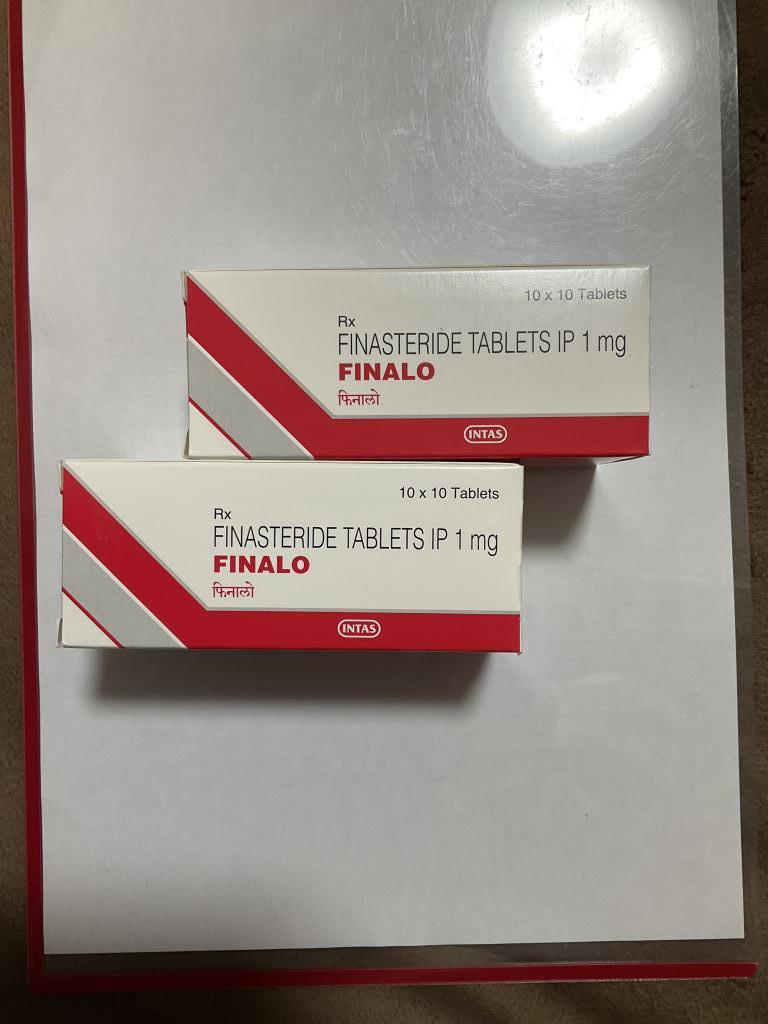 10 x 10 Tablets
Rx
FINASTERIDE TABLETS IP 1 mg
FINALO
फिनालो
INTAS
10 x 10 Tablets
Rx
FINASTERIDE TABLETS IP 1 mg
FINALO
फिनालो
INTAS